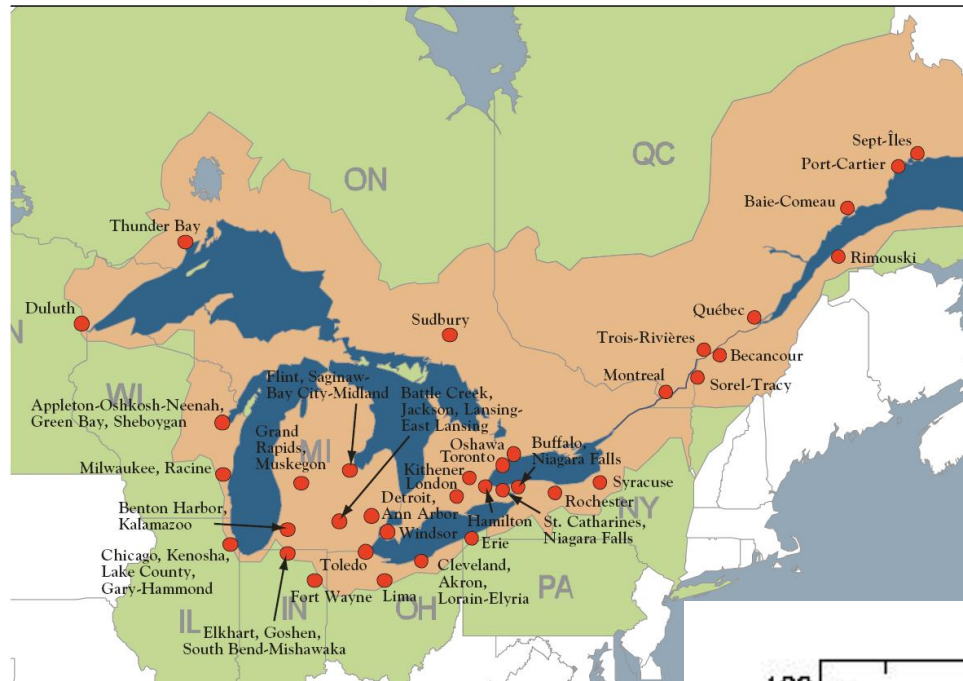 Sept-Îles
QC
Port-Cartier
ON
Baie-Comeau
Thunder Bay
Rimouski
Duluth
N
Québec
Sudbury
Trois-Rivières
Becancour
Montreal
Sorel-Tracy
WI
Flint, Saginaw-
Bay City-Midland
Battle Creek,
Jackson, Lansing-
East Lansing
Appleton-Oshkosh-Neenah,
Green Bay, Sheboygan
Grand
Rapids,
Muskegon
MI
Oshawa
Toronto
Buffalo,
Niagara Falls
Milwaukee, Racine
Kithener
London
Syracuse
NY
Detroit,
Ann Arbor
Rochester
Benton Harbor,
Kalamazoo
Hamilton
St. Catharines,
Niagara Falls
Windsor
Erie
Chicago, Kenosha,
Lake County,
Gary-Hammond
Toledo
Cleveland,
Akron,
Lorain-Elyria
PA
Fort Wayne
Lima
IL
IN
OH
Elkhart, Goshen,
South Bend-Mishawaka